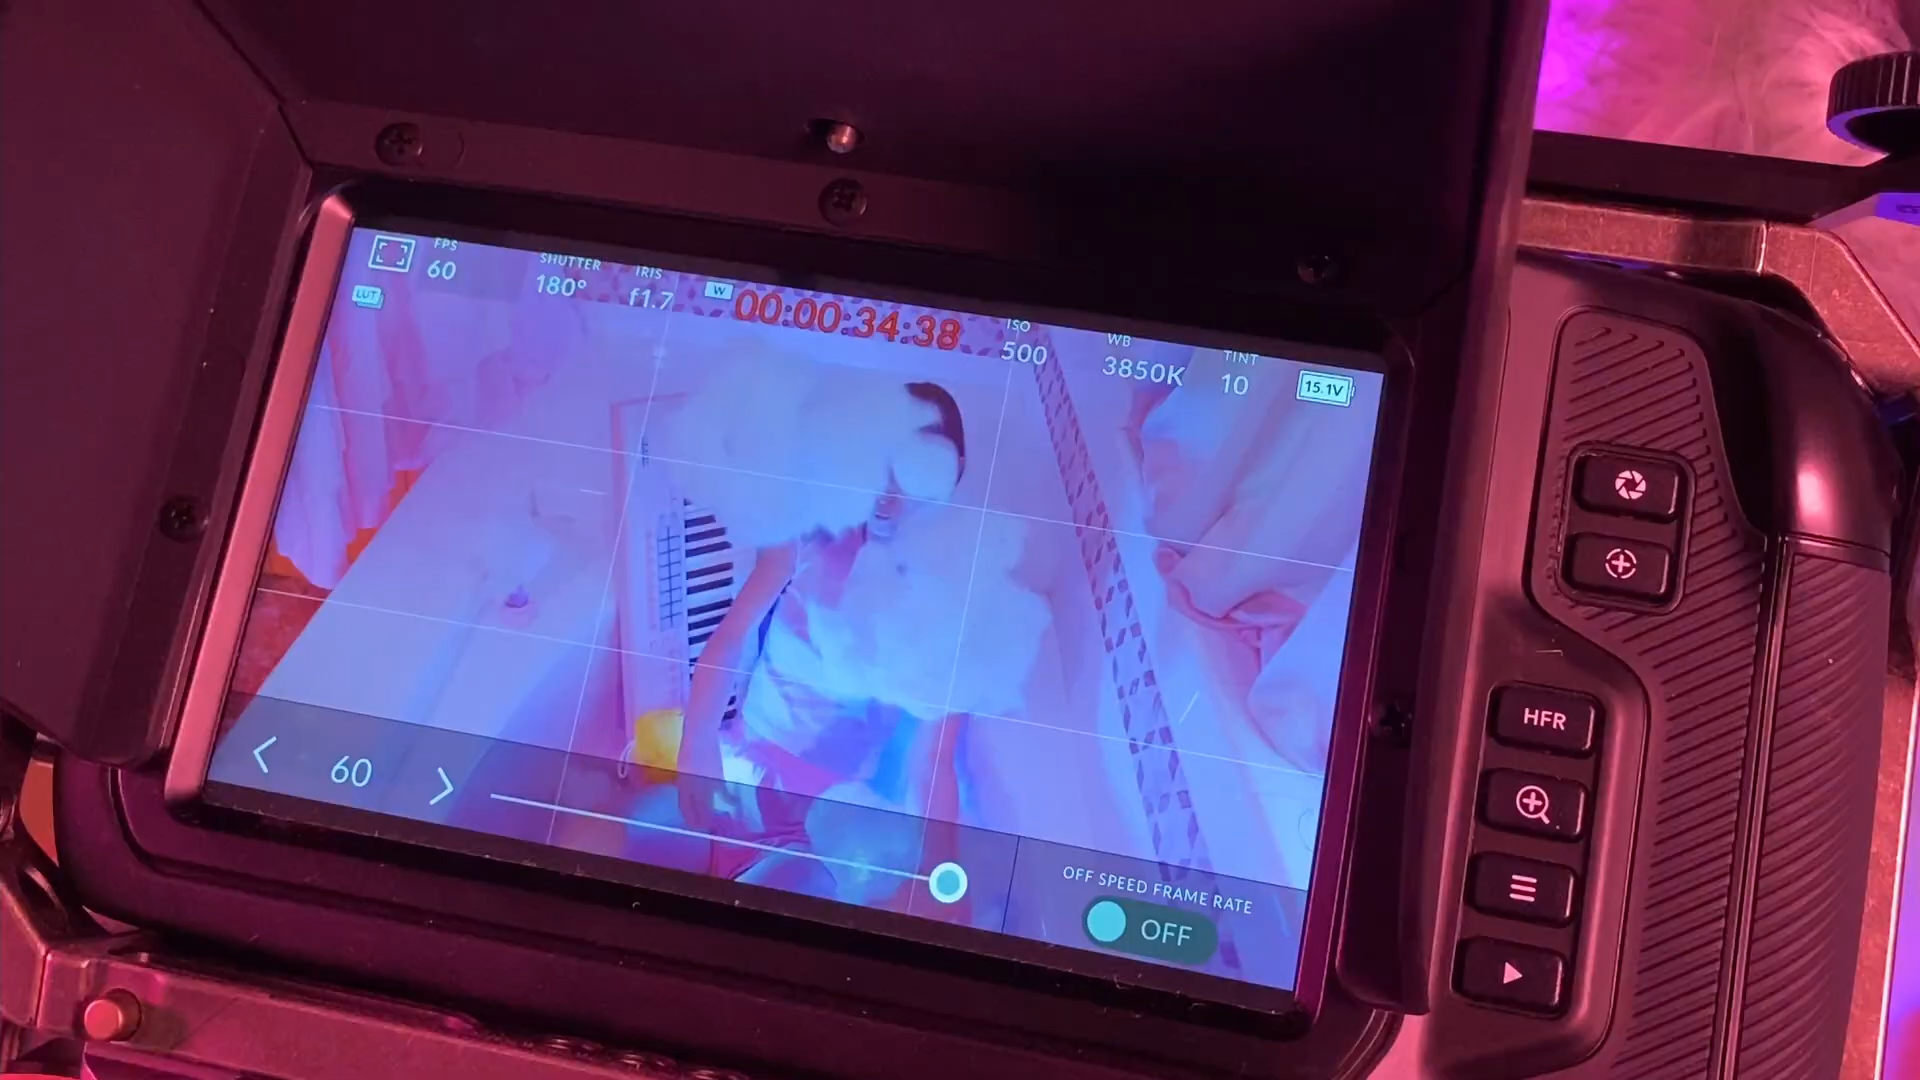 FPS
60
SHUTTER
180°
IRIS
f1.7
W
00:00:34:38
ISO
500
WB
3850K
TINT
10
15.1V
LUT
60
OFF SPEED FRAME RATE
OFF
HFR